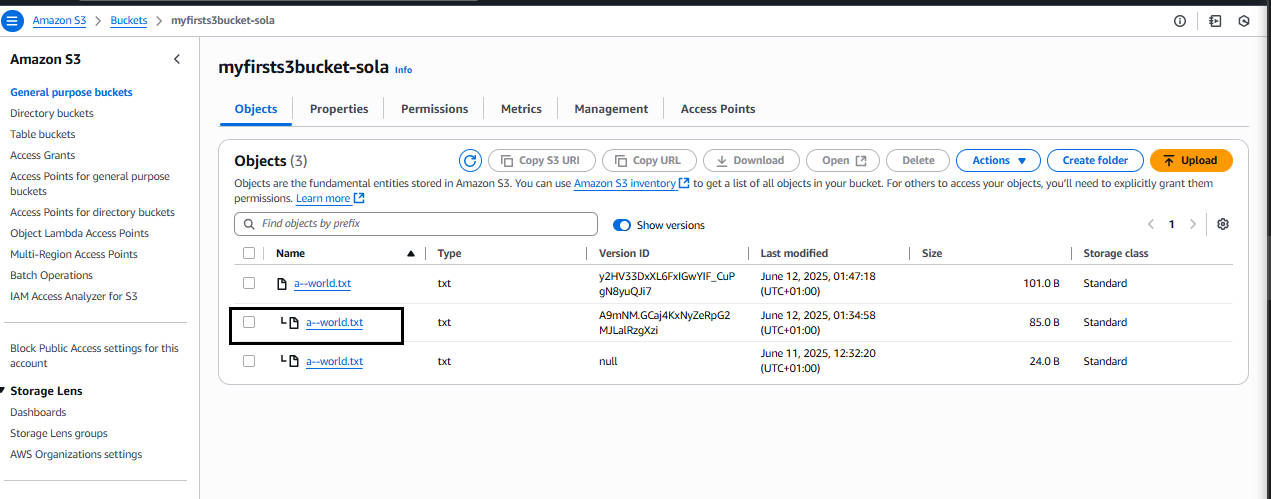 Amazon S3 > Buckets > myfirsts3bucket-sola
Amazon S3
General purpose buckets
Directory buckets
Table buckets
Access Grants
Access Points for general purpose
buckets
Access Points for directory buckets
Object Lambda Access Points
Multi-Region Access Points
Batch Operations
IAM Access Analyzer for S3
Block Public Access settings for this
account
Storage Lens
Dashboards
Storage Lens groups
AWS Organizations settings
myfirsts3bucket-sola Info
Objects Properties Permissions Metrics Management Access Points
Objects (3) Copy S3 URI Copy URL Download Open Delete Actions Create folder Upload
Objects are the fundamental entities stored in Amazon S3. You can use Amazon S3 inventory to get a list of all objects in your bucket. For others to access your objects, you'll need to explicitly grant them
permissions. Learn more
Find objects by prefix Show versions 1
Name Type Version ID Last modified Size Storage class
a--world.txt txt y2HV33DxXL6FxIGwYIF_CuP June 12, 2025, 01:47:18 101.0 B Standard
gN8yuQJi7 (UTC+01:00)
a--world.txt txt A9mNM.GCaj4KxNyZeRpG2 June 12, 2025, 01:34:58 85.0 B Standard
MJLalRzgXzi (UTC+01:00)
a--world.txt txt null June 11, 2025, 12:32:20 24.0 B Standard
(UTC+01:00)